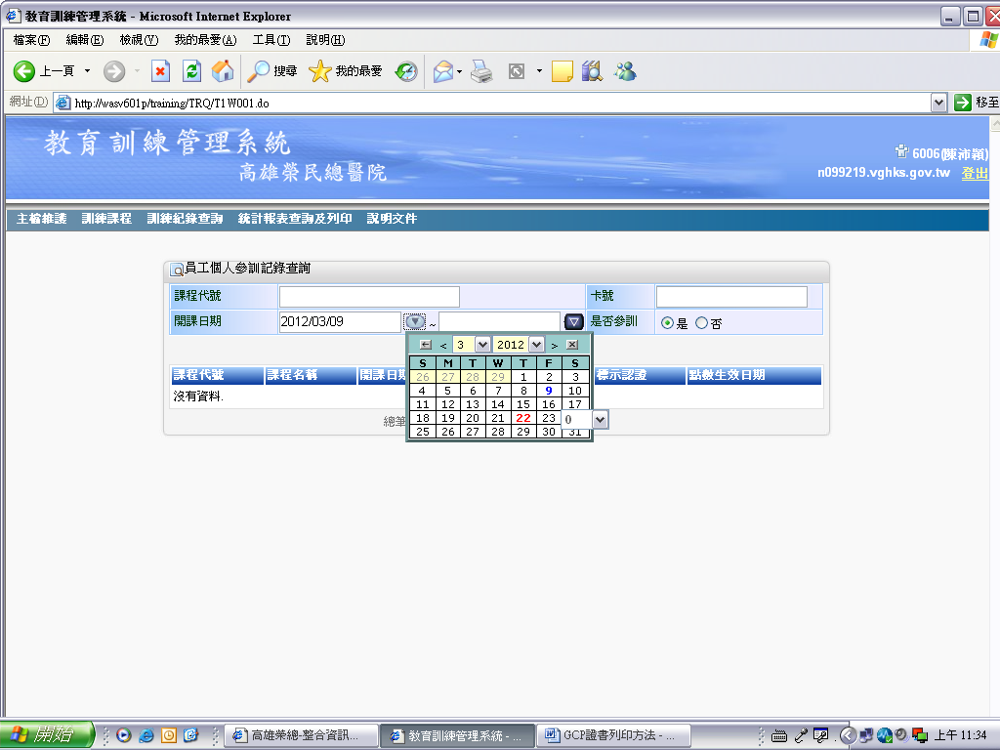 教育訓練管理系統 - Microsoft Internet Explorer
檔案(F) 編輯(E) 檢視(V) 我的最愛(A) 工具(T) 說明(H)
上一頁 搜尋 我的最愛
網址(D) http://wasv601p/training/TRQ/T1W001.do 移至
教育訓練管理系統
高雄榮民總醫院
6006(陳沛穎)
n099219.vghks.gov.tw 登出
主檔維護 訓練課程 訓練紀錄查詢 統計報表查詢及列印 說明文件
員工個人參訓記錄查詢
課程代號 卡號
開課日期 2012/03/09 ~ 是否參訓 是 否
< 3 2012 >
S M T W T F S
26 27 28 29 1 2 3
4 5 6 7 8 9 10
11 12 13 14 15 16 17
18 19 20 21 22 23 0
25 26 27 28 29 30 31
課程代號 課程名稱 開課日期 標示認證 點數生效日期
沒有資料.
總筆
開始 高雄榮總-整合資訊... 教育訓練管理系統 - ... GCP證書列印方法 - ... 上午 11:34